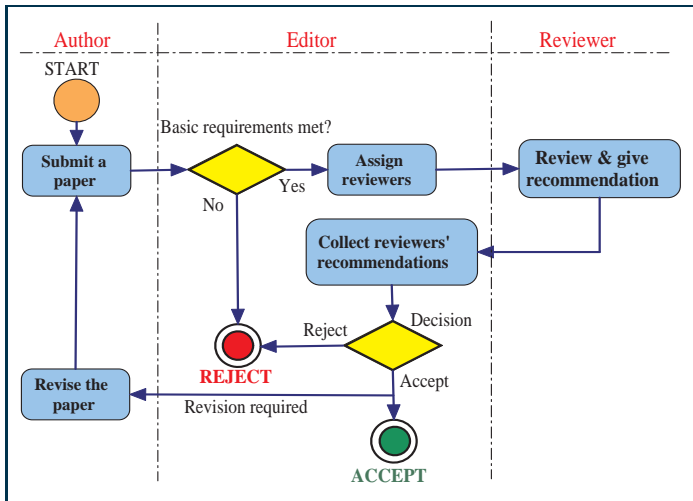 Author
Editor
Reviewer
START
Basic requirements met?
Submit a
paper
Assign
reviewers
Review & give
recommendation
Yes
No
Collect reviewers'
recommendations
Reject
Decision
REJECT
Accept
Revise the
paper
Revision required
ACCEPT